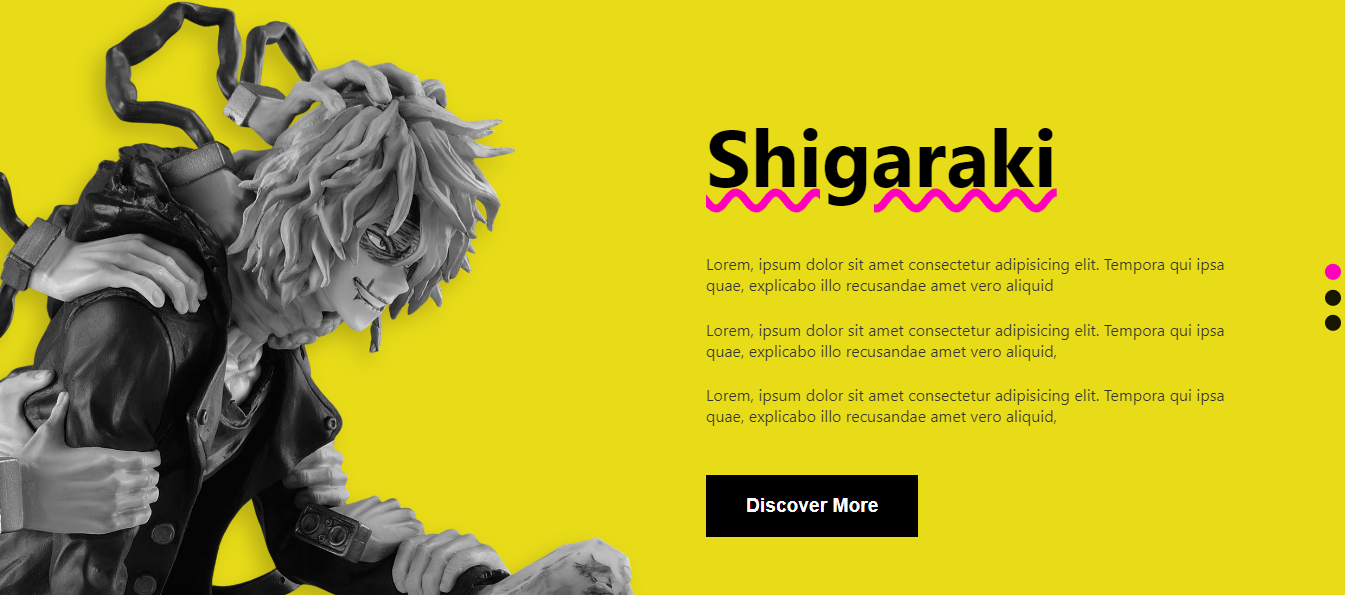 Shigaraki
Lorem, ipsum dolor sit amet consectetur adipisicing elit. Tempora qui ipsa
quae, explicabo illo recusandae amet vero aliquid
Lorem, ipsum dolor sit amet consectetur adipisicing elit. Tempora qui ipsa
quae, explicabo illo recusandae amet vero aliquid,
Lorem, ipsum dolor sit amet consectetur adipisicing elit. Tempora qui ipsa
quae, explicabo illo recusandae amet vero aliquid,
Discover More